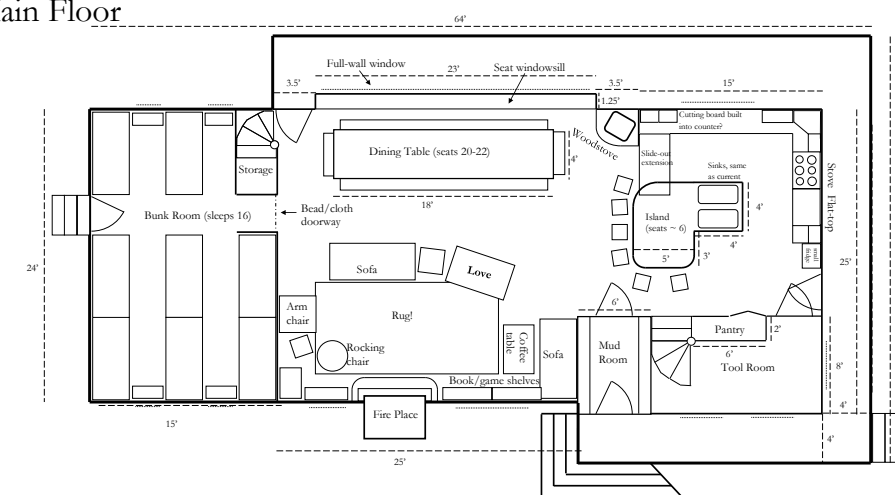 ain Floor
64'
Full-wall window
23'
Seat windowsill
3.5'
3.5'
15'
1.25'
Cutting board built
into counter?
Woodstove
Dining Table (seats 20-22)
4'
Slide-out
extension
Sinks, same
as current
Stove
Flat-top
Storage
18'
Bunk Room (sleeps 16)
Bead/cloth
doorway
Island
(seats ~ 6)
4'
4'
3'
5'
small
fridge
24'
25'
Sofa
Love
6'
Arm
chair
Rug!
Rocking
chair
Coffee
table
Sofa
Mud
Room
Pantry
2'
6'
Tool Room
8'
Book/game shelves
4'
Fire Place
15'
25'
4'